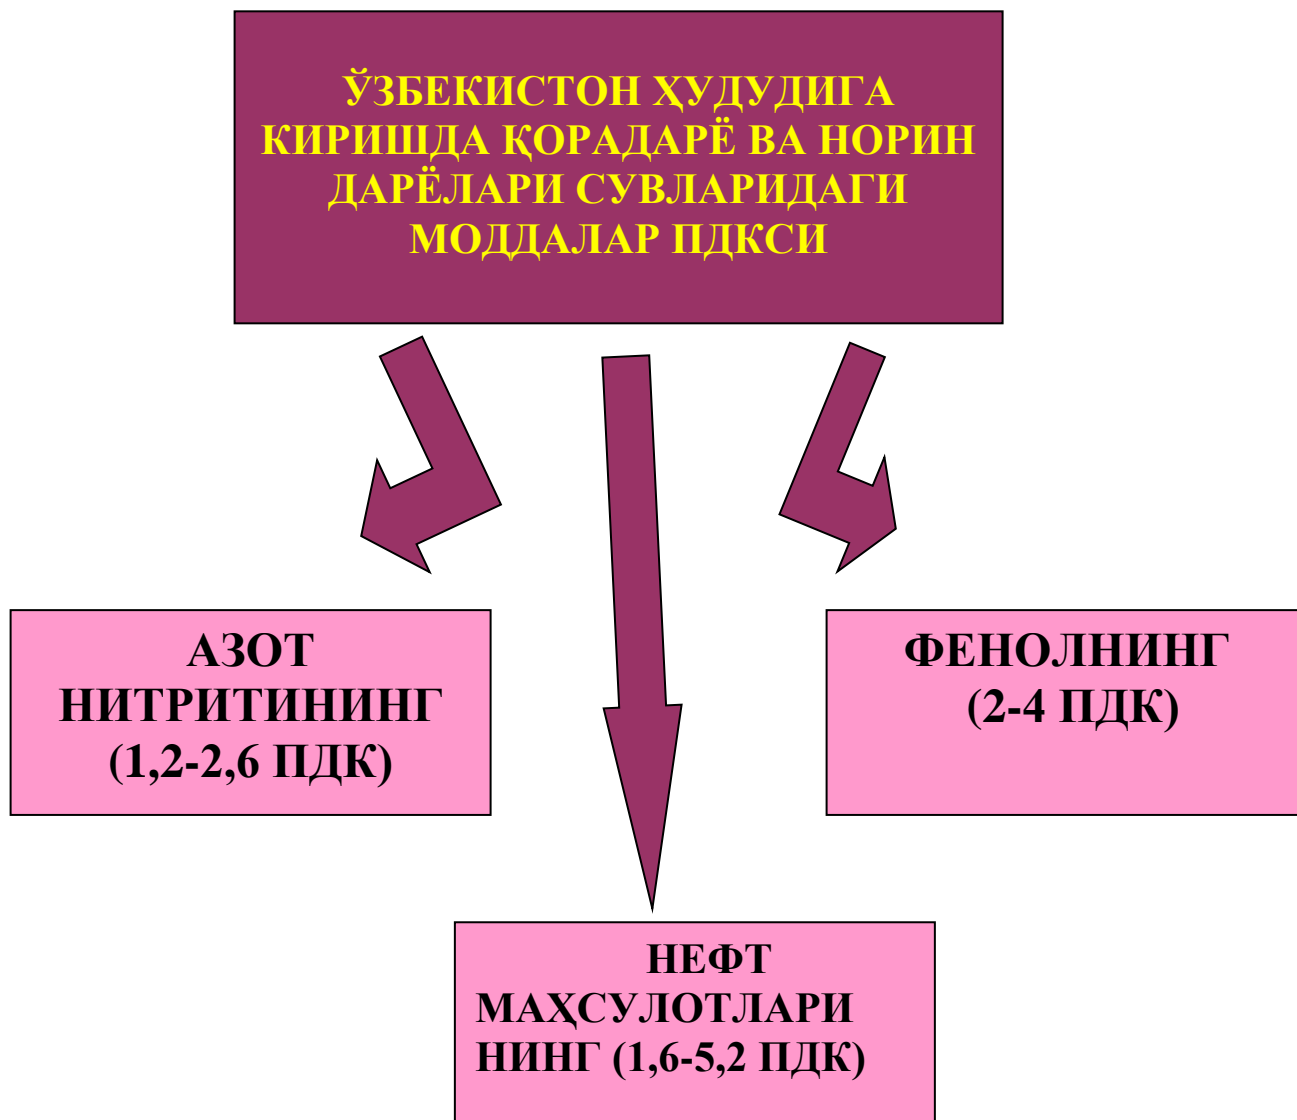 ЎЗБЕКИСТОН ҲУДУДИГА
КИРИШДА ҚОРАДАРЁ ВА НОРИН
ДАРЁЛАРИ СУВЛАРИДАГИ
МОДДАЛАР ПДКСИ
АЗОТ
НИТРИТИНИНГ
(1,2-2,6 ПДК)
ФЕНОЛНИНГ
(2-4 ПДК)
НЕФТ
МАҲСУЛОТЛАРИ
НИНГ (1,6-5,2 ПДК)